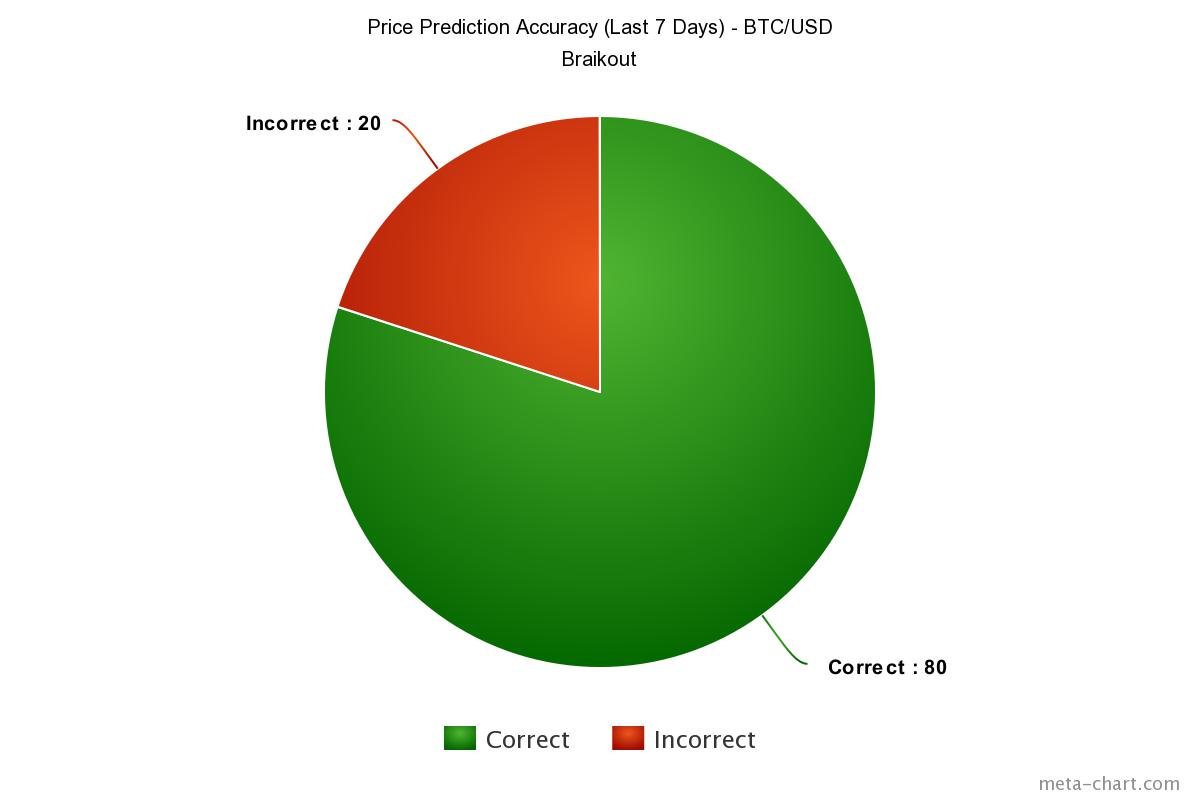 Price Prediction Accuracy (Last 7 Days) - BTC/USD
Braikout
Incorrect : 20
Correct : 80
Correct
Incorrect
meta-chart.com